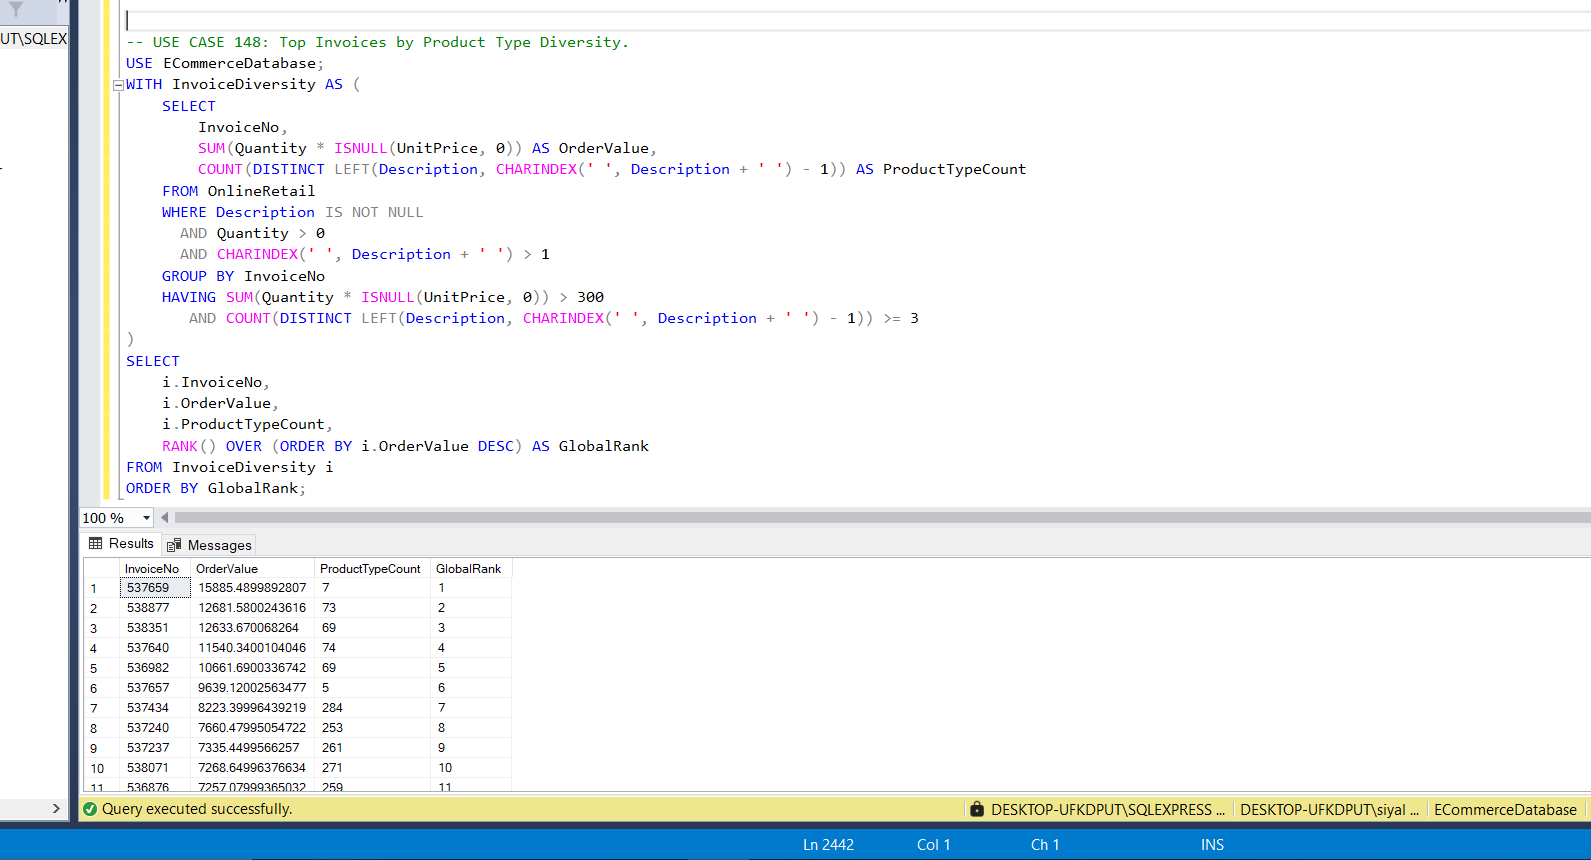 UT\SQLEX
-- USE CASE 148: Top Invoices by Product Type Diversity.
USE ECommerceDatabase;
WITH InvoiceDiversity AS (
SELECT
InvoiceNo,
SUM(Quantity * ISNULL(UnitPrice, 0)) AS OrderValue,
COUNT(DISTINCT LEFT(Description, CHARINDEX(' ', Description + ' ') - 1)) AS ProductTypeCount
FROM OnlineRetail
WHERE Description IS NOT NULL
AND Quantity > 0
AND CHARINDEX(' ', Description + ' ') > 1
GROUP BY InvoiceNo
HAVING SUM(Quantity * ISNULL(UnitPrice, 0)) > 300
AND COUNT(DISTINCT LEFT(Description, CHARINDEX(' ', Description + ' ') - 1)) >= 3
)
SELECT
i.InvoiceNo,
i.OrderValue,
i.ProductTypeCount,
RANK() OVER (ORDER BY i.OrderValue DESC) AS GlobalRank
FROM InvoiceDiversity i
ORDER BY GlobalRank;
100 %
Results Messages
InvoiceNo OrderValue ProductTypeCount GlobalRank
1 537659 15885.4899892807 7 1
2 538877 12681.5800243616 73 2
3 538351 12633.670068264 69 3
4 537640 11540.3400104046 74 4
5 536982 10661.6900336742 69 5
6 537657 9639.12002563477 5 6
7 537434 8223.39996439219 284 7
8 537240 7660.47995054722 253 8
9 537237 7335.4499566257 261 9
10 538071 7268.64996376634 271 10
11 536876 7257.07999365032 259 11
Query executed successfully. DESKTOP-UFKDPUT\SQLEXPRESS ... DESKTOP-UFKDPUT\siyal ... ECommerceDatabase
Ln 2442 Col 1 Ch 1 INS